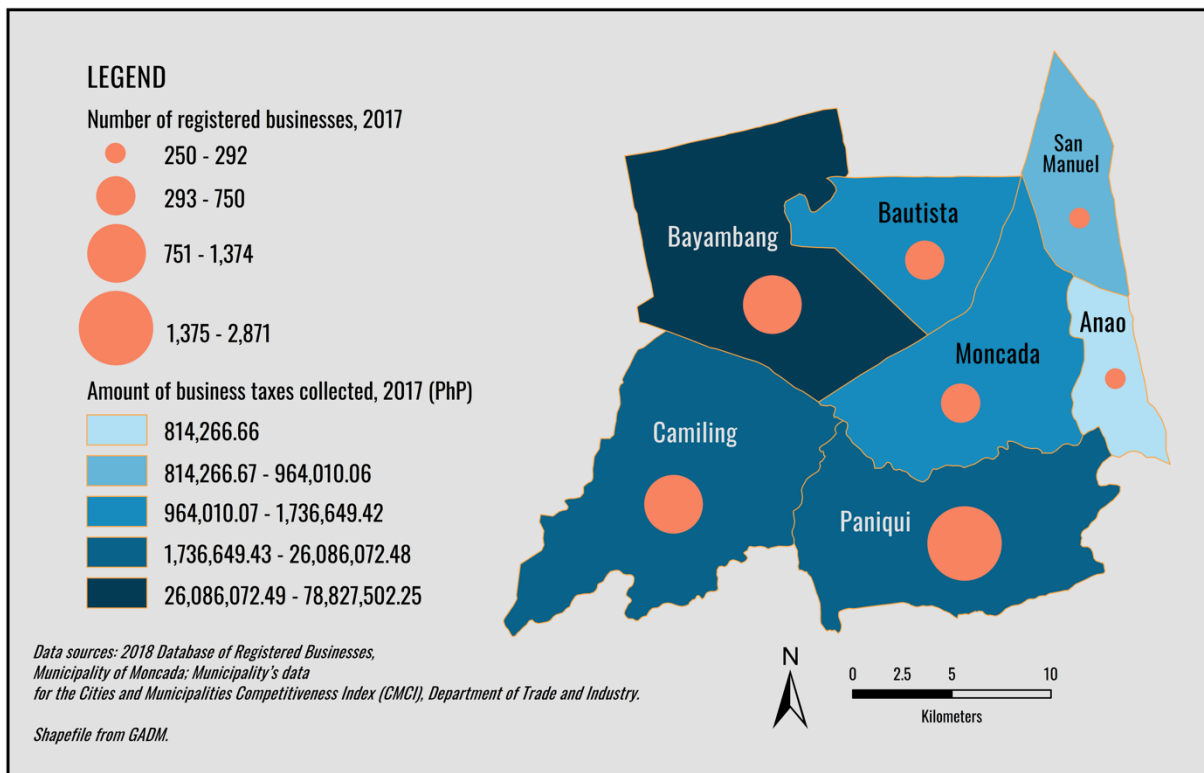 LEGEND
Number of registered businesses, 2017
250 - 292
293 - 750
751 - 1,374
1,375 - 2,871
Amount of business taxes collected, 2017 (PhP)
814,266.66
814,266.67 - 964,010.06
964,010.07 - 1,736,649.42
1,736,649.43 - 26,086,072.48
26,086,072.49 - 78,827,502.25
Data sources: 2018 Database of Registered Businesses,
Municipality of Moncada; Municipality's data
for the Cities and Municipalities Competitiveness Index (CMCI), Department of Trade and Industry.
Shapefile from GADM.
San
Manuel
Bautista
Bayambang
Anao
Moncada
Camiling
Paniqui
N
0 2.5 5 10
Kilometers